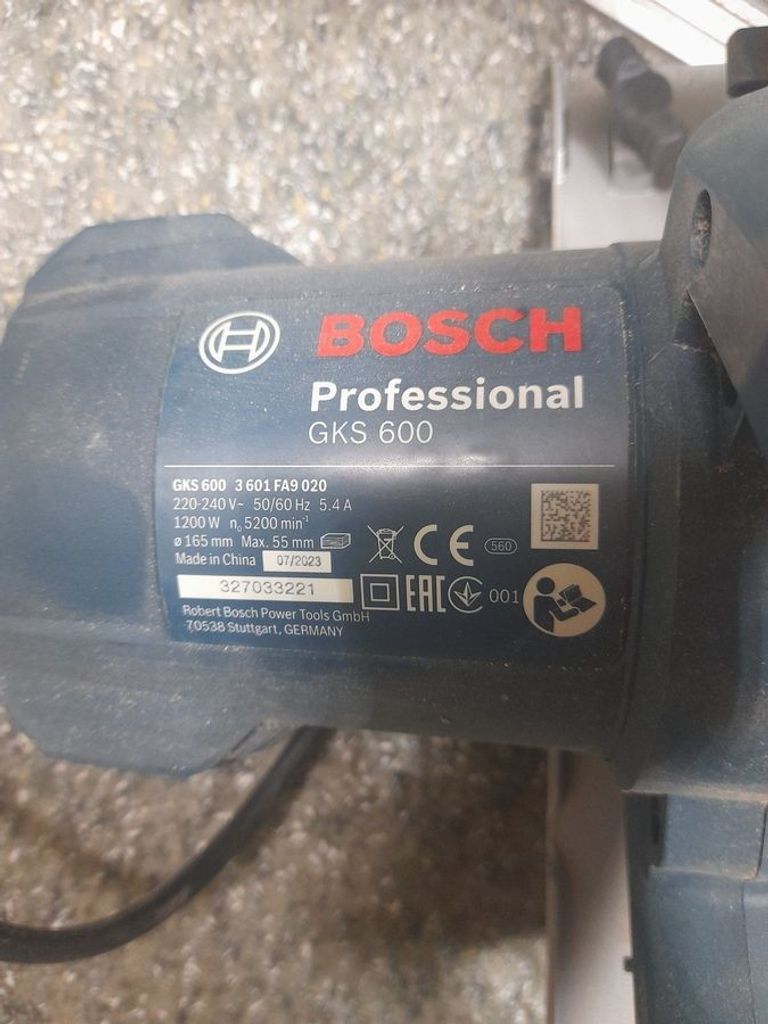 BOSCH
Professional
GKS 600
GKS 600 3 601 FA9 020
220-240 V~ 50/60 Hz 5.4 A
1200 W n₀ 5200 min⁻¹
ø 165 mm Max. 55 mm
Made in China 07/2023
327033221
Robert Bosch Power Tools GmbH
70538 Stuttgart, GERMANY
CE
560
EAC
001